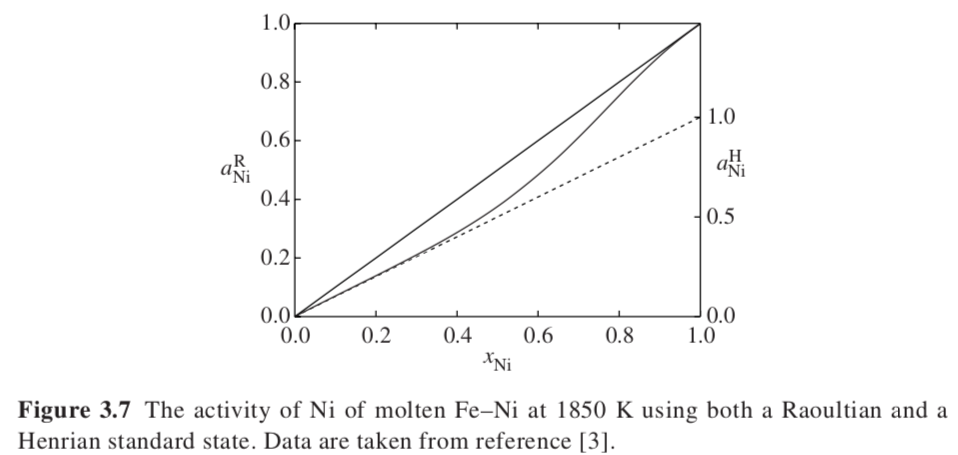 1.0
0.8
0.6
0.4
0.2
0.0
a^R_Ni
1.0
0.5
0.0
a^H_Ni
0.0 0.2 0.4 0.6 0.8 1.0
x_Ni
Figure 3.7 The activity of Ni of molten Fe–Ni at 1850 K using both a Raoultian and a
Henrian standard state. Data are taken from reference [3].